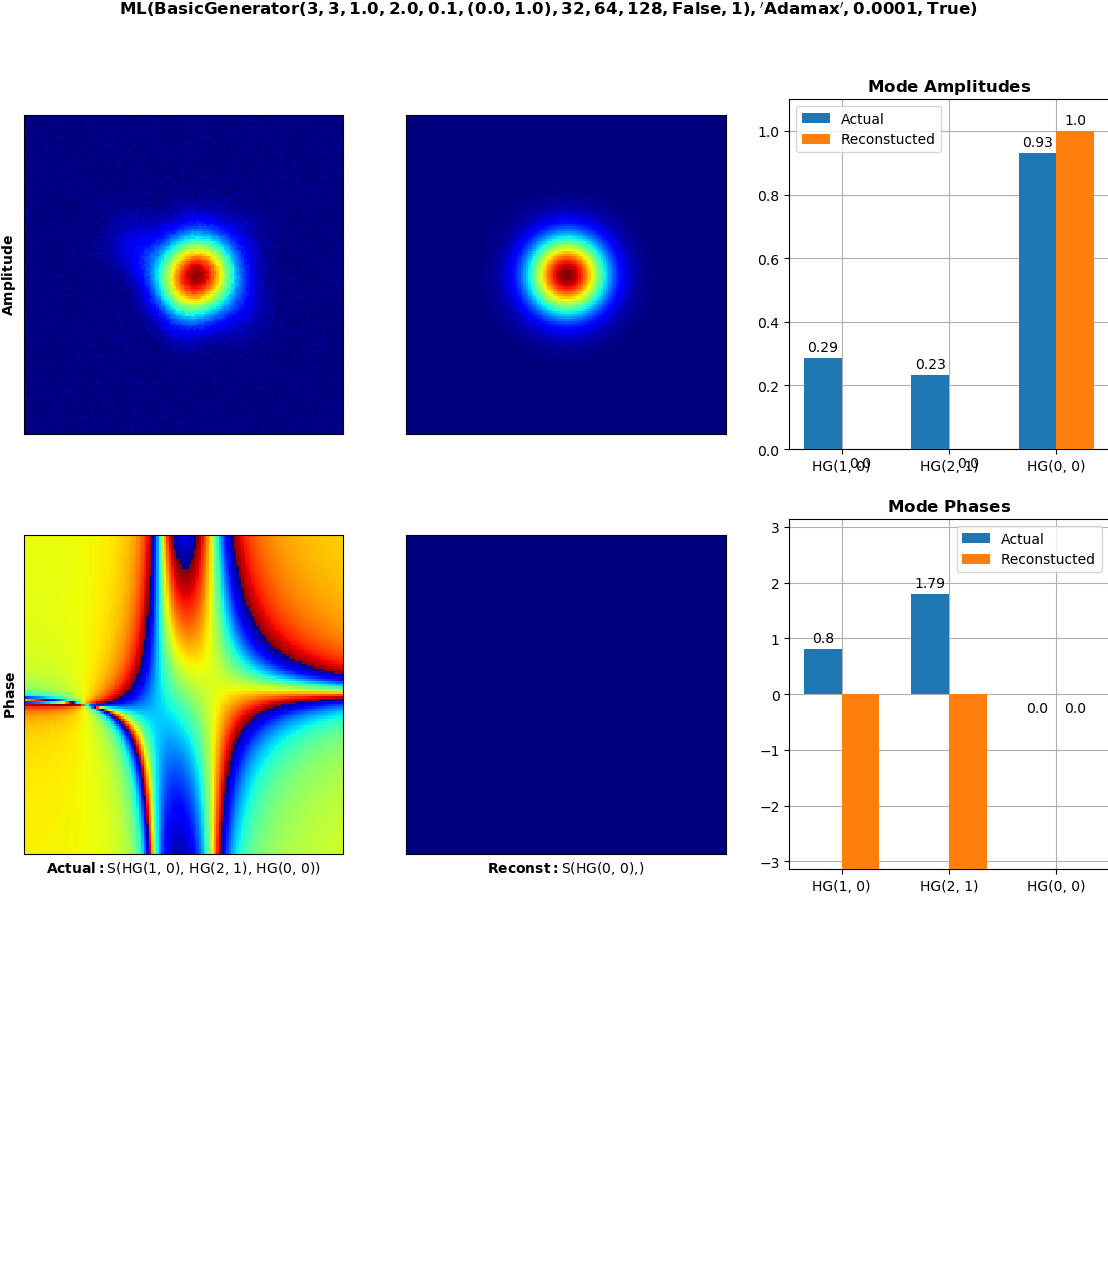 ML(BasicGenerator(3, 3, 1.0, 2.0, 0.1, (0.0, 1.0), 32, 64, 128, False, 1), 'Adamax', 0.0001, True)
Amplitude
Mode Amplitudes
Actual
Reconstucted
1.0
0.8
0.6
0.4
0.2
0.0
0.29
0.0
0.23
0.0
0.93
1.0
HG(1, 0)
HG(2, 1)
HG(0, 0)
Phase
Actual: S(HG(1, 0), HG(2, 1), HG(0, 0))
Reconst: S(HG(0, 0),)
Mode Phases
Actual
Reconstucted
3
2
1
0
−1
−2
−3
0.8
1.79
0.0
0.0
HG(1, 0)
HG(2, 1)
HG(0, 0)